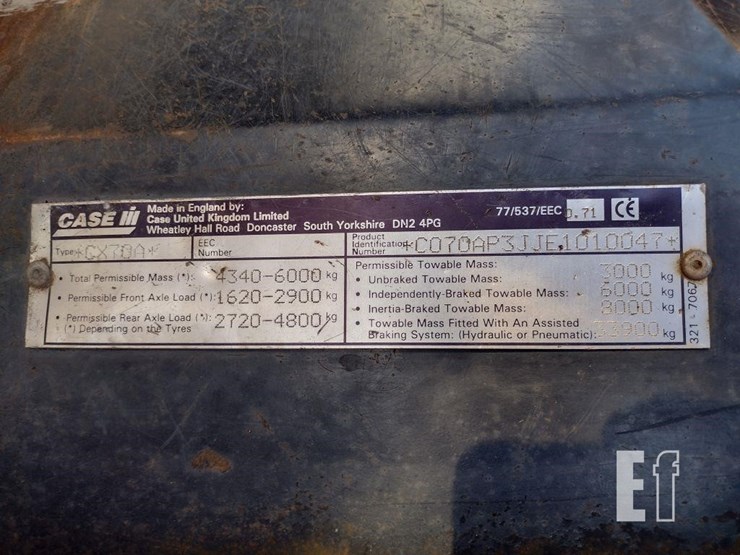 CASE IH
Made in England by:
Case United Kingdom Limited
Wheatley Hall Road Doncaster South Yorkshire DN2 4PG
77/537/EEC 0.71 CE
Type *CX70A*
EEC
Number
Product
Identification
Number *C070AP3JJE1010047*
• Total Permissible Mass (*): 4340-6000 kg
• Permissible Front Axle Load (*): 1620-2900 kg
• Permissible Rear Axle Load (*): 2720-4800 kg
(*) Depending on the Tyres
Permissible Towable Mass:
• Unbraked Towable Mass: 3000 kg
• Independently-Braked Towable Mass: 6000 kg
• Inertia-Braked Towable Mass: 8000 kg
• Towable Mass Fitted With An Assisted
Braking System: (Hydraulic or Pneumatic): kg
Ef